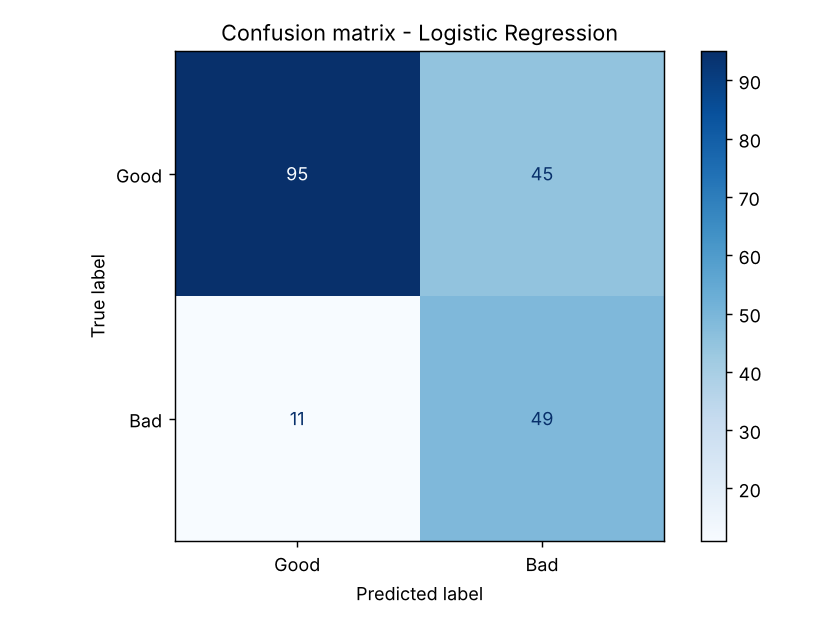 Confusion matrix - Logistic Regression
True label
Good
Bad
95
45
11
49
Good
Bad
Predicted label
90
80
70
60
50
40
30
20